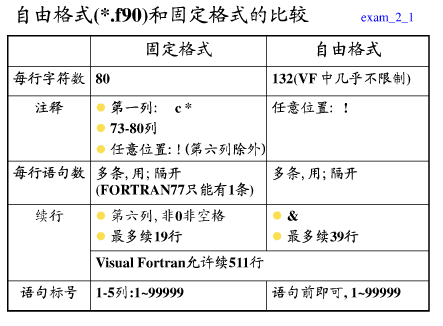 自由格式(*.f90)和固定格式的比较
exam_2_1
固定格式 自由格式
每行字符数 80 132(VF 中几乎不限制)
注释 第一列: c * 任意位置: !
73-80列
任意位置: ! (第六列除外)
每行语句数 多条, 用; 隔开 多条, 用; 隔开
(FORTRAN77只能有1条)
续行 第六列, 非0非空格 &
最多续19行 最多续39行
Visual Fortran允许续511行
语句标号 1-5列:1~99999 语句前即可, 1~99999